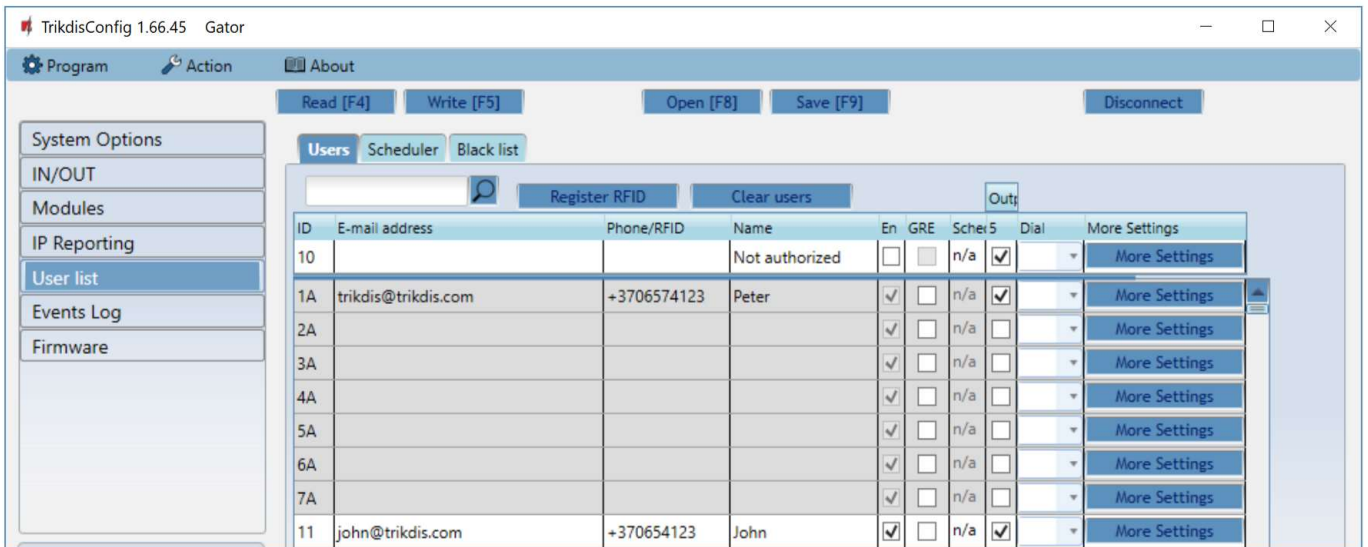 TrikdisConfig 1.66.45 Gator
Program Action About
Read [F4] Write [F5] Open [F8] Save [F9] Disconnect
System Options
IN/OUT
Modules
IP Reporting
User list
Events Log
Firmware
Users Scheduler Black list
Register RFID Clear users Outp
ID E-mail address Phone/RFID Name En GRE Schei 5 Dial More Settings
10 Not authorized n/a More Settings
1A trikdis@trikdis.com +3706574123 Peter n/a More Settings
2A n/a More Settings
3A n/a More Settings
4A n/a More Settings
5A n/a More Settings
6A n/a More Settings
7A n/a More Settings
11 john@trikdis.com +370654123 John n/a More Settings